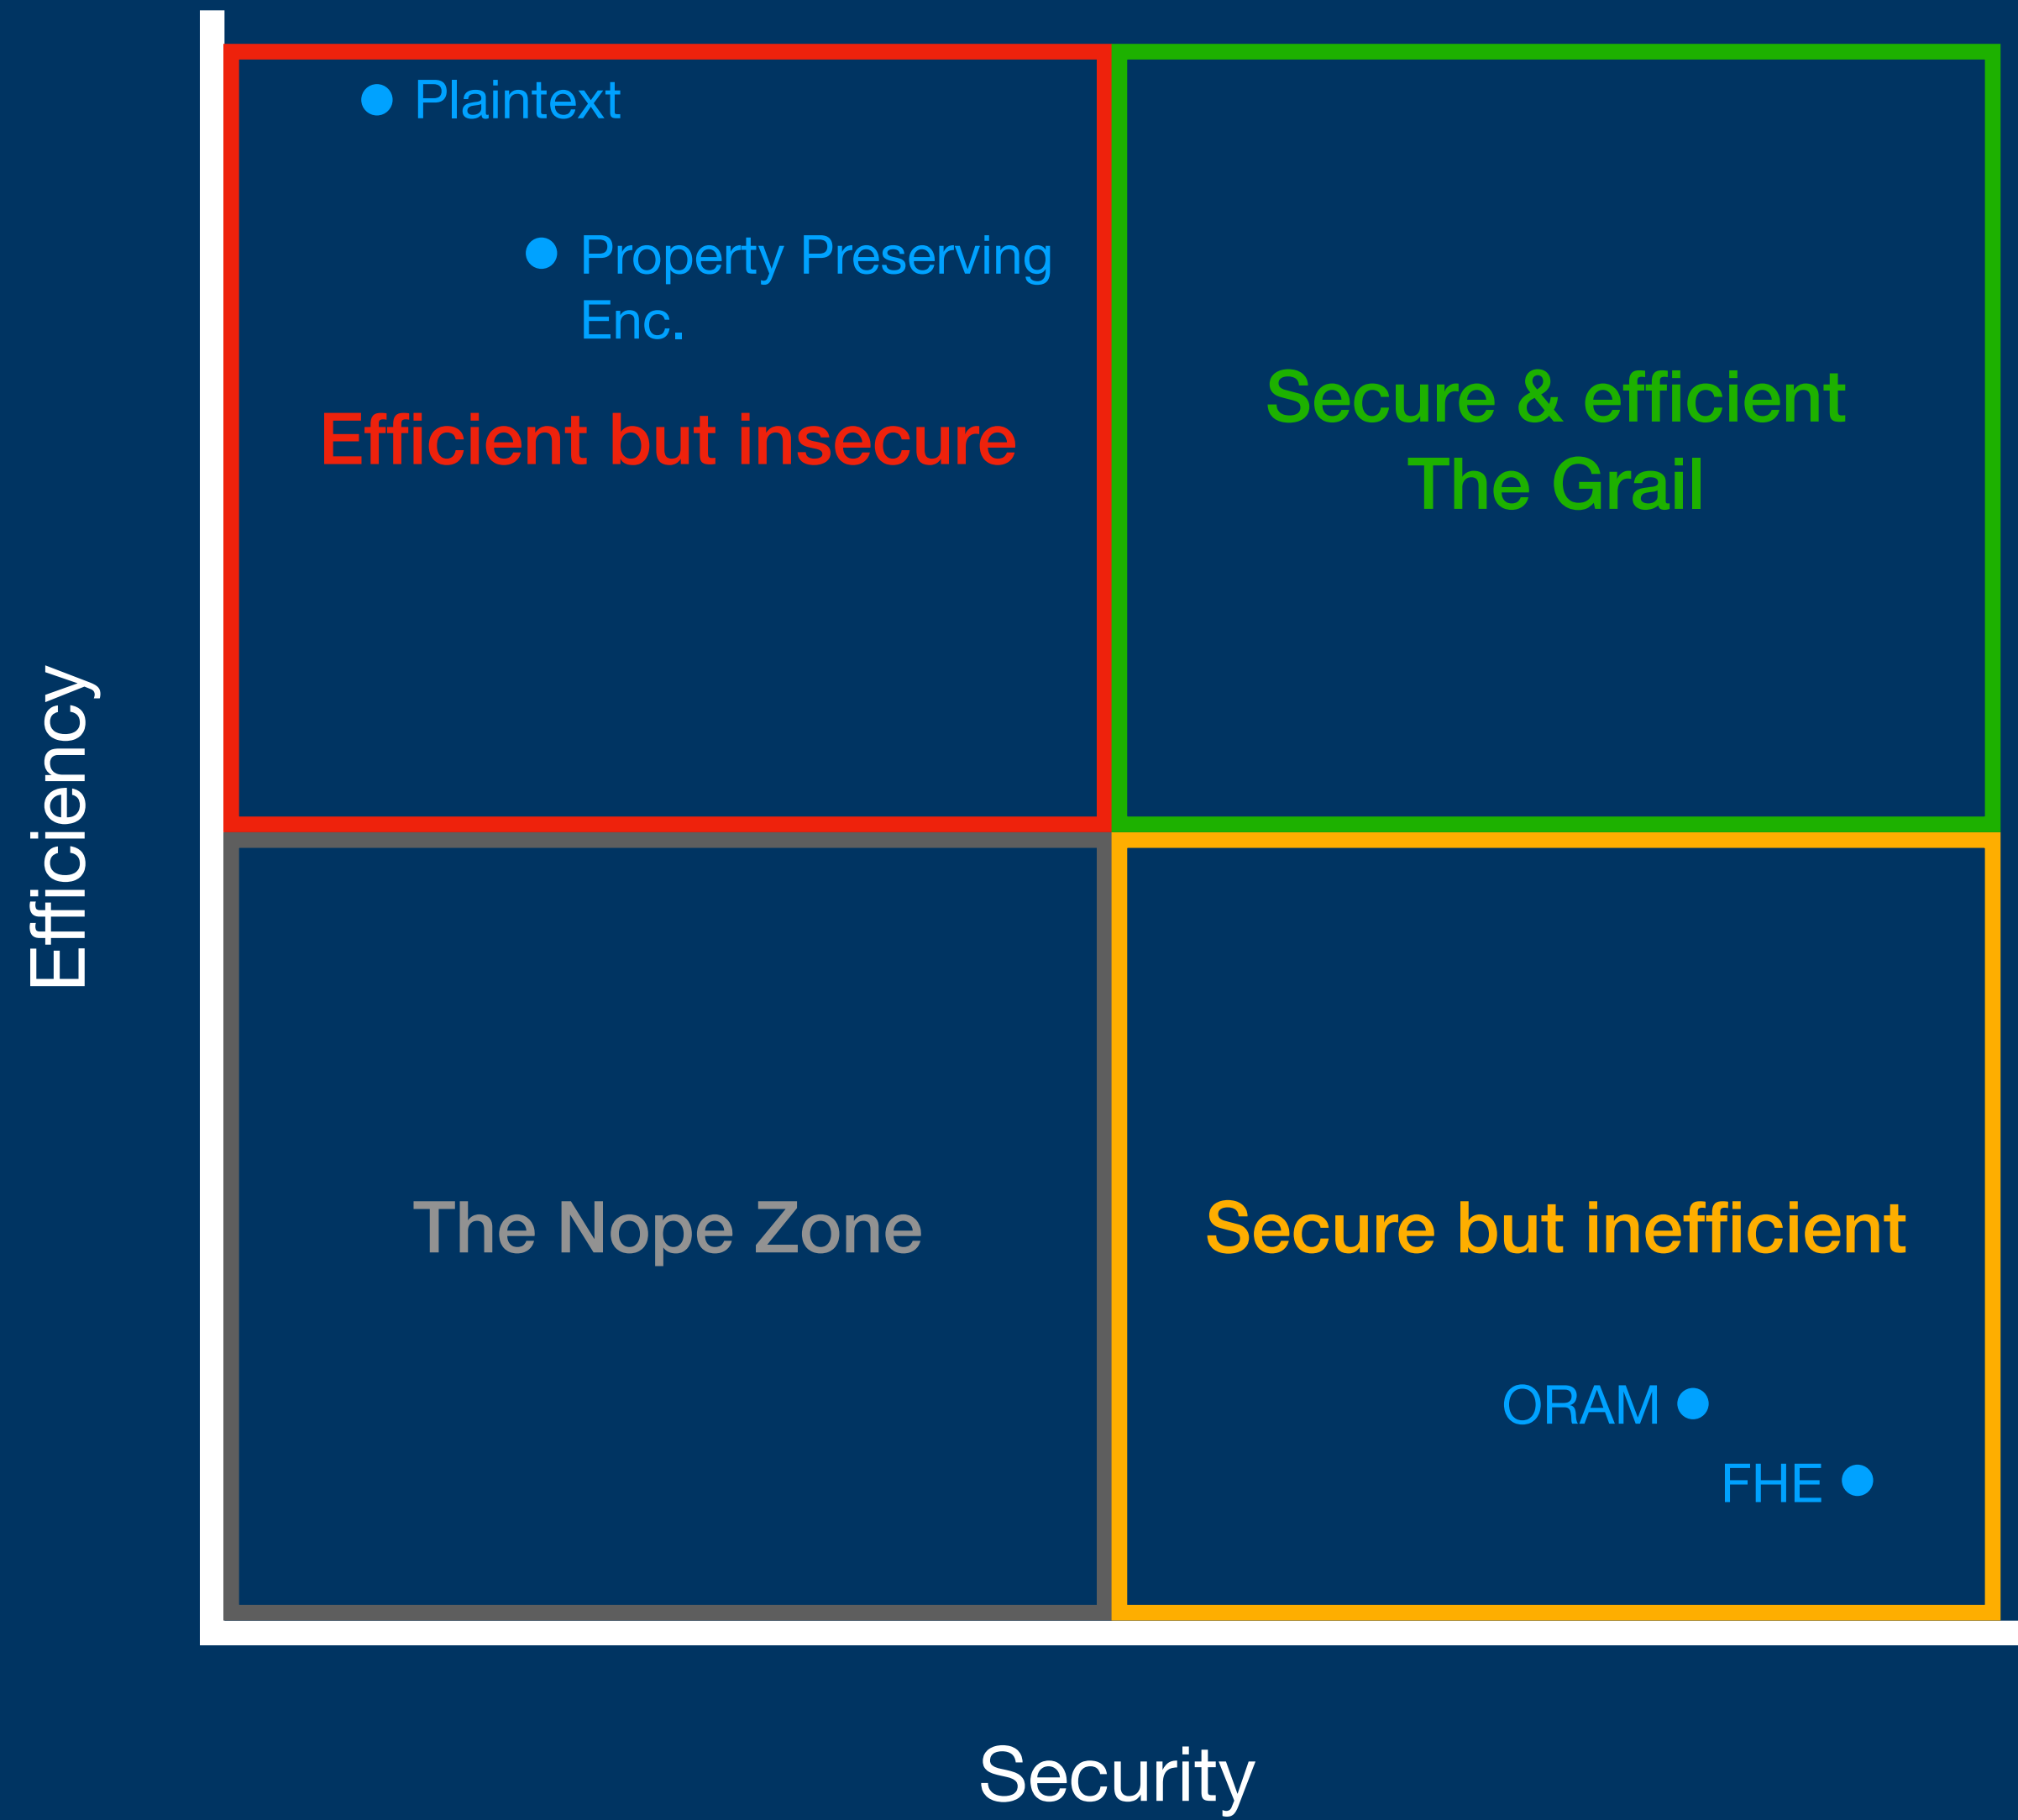 Plaintext
Property Preserving
Enc.
Efficient but insecure
Secure & efficient
The Grail
Efficiency
The Nope Zone
Secure but inefficient
ORAM
FHE
Security